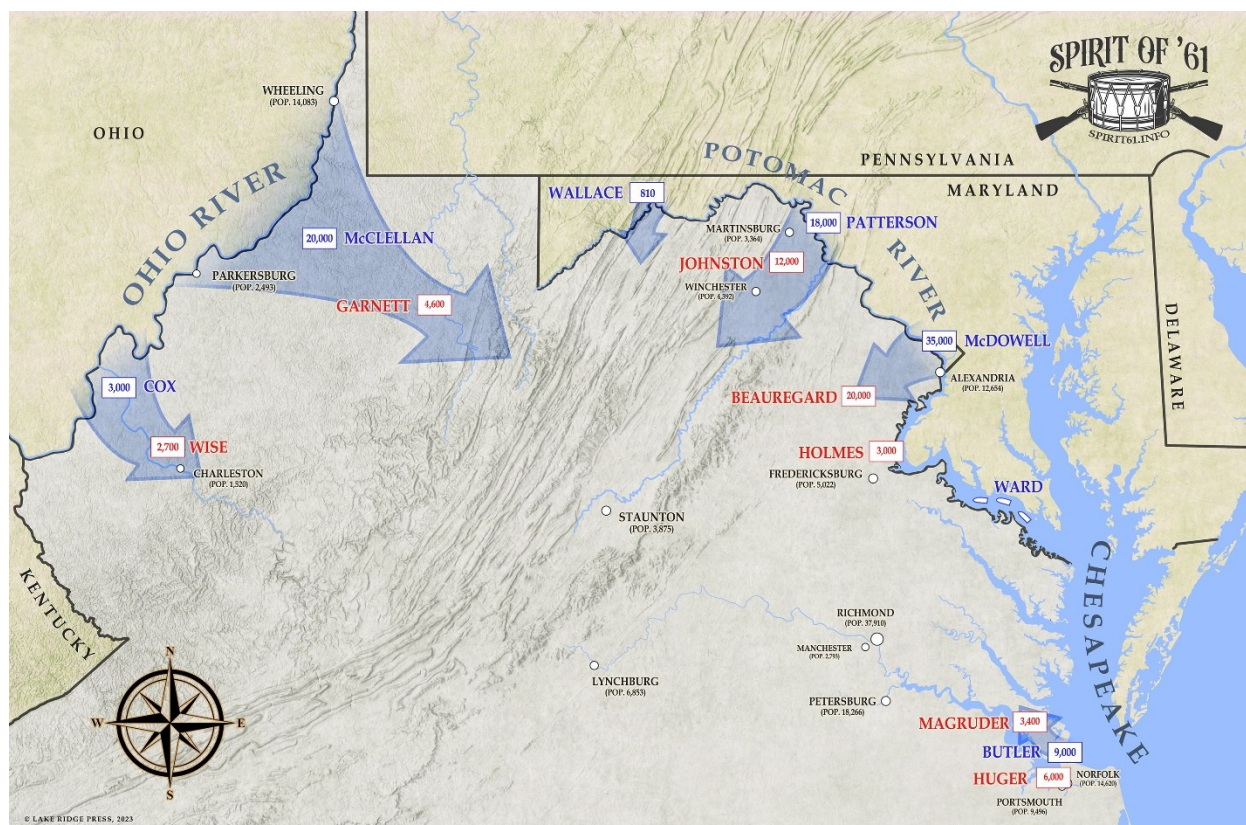 SPIRIT OF '61
SPIRIT61.INFO
WHEELING
(POP. 14,083)
OHIO
OHIO RIVER
POTOMAC
RIVER
PENNSYLVANIA
MARYLAND
DELAWARE
WALLACE
810
18,000
PATTERSON
MARTINSBURG
(POP. 3,364)
20,000
McCLELLAN
JOHNSTON
12,000
PARKERSBURG
(POP. 2,493)
WINCHESTER
(POP. 4,392)
GARNETT
4,600
35,000
McDOWELL
3,000
COX
ALEXANDRIA
(POP. 12,654)
BEAUREGARD
20,000
2,700
WISE
HOLMES
3,000
CHARLESTON
(POP. 1,520)
FREDERICKSBURG
(POP. 5,022)
WARD
STAUNTON
(POP. 3,875)
CHESAPEAKE
KENTUCKY
RICHMOND
(POP. 37,910)
MANCHESTER
(POP. 2,793)
LYNCHBURG
(POP. 6,853)
PETERSBURG
(POP. 18,266)
N
W
E
S
MAGRUDER
3,400
BUTLER
9,000
HUGER
6,000
NORFOLK
(POP. 14,620)
PORTSMOUTH
(POP. 9,496)
© LAKE RIDGE PRESS, 2023